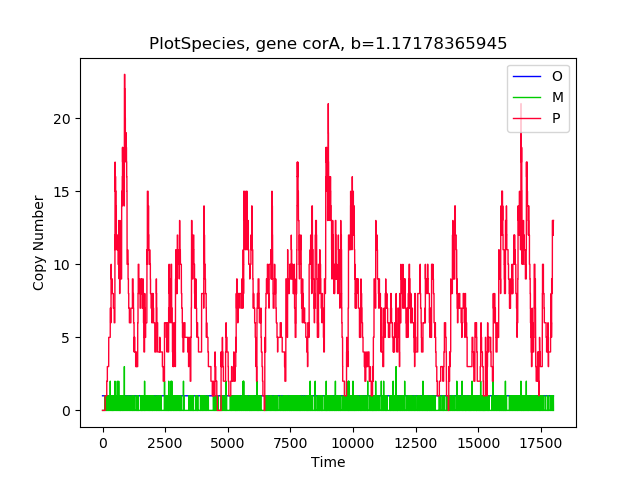 PlotSpecies, gene corA, b=1.17178365945
O
M
P
20
15
10
5
0
Copy Number
0 2500 5000 7500 10000 12500 15000 17500
Time